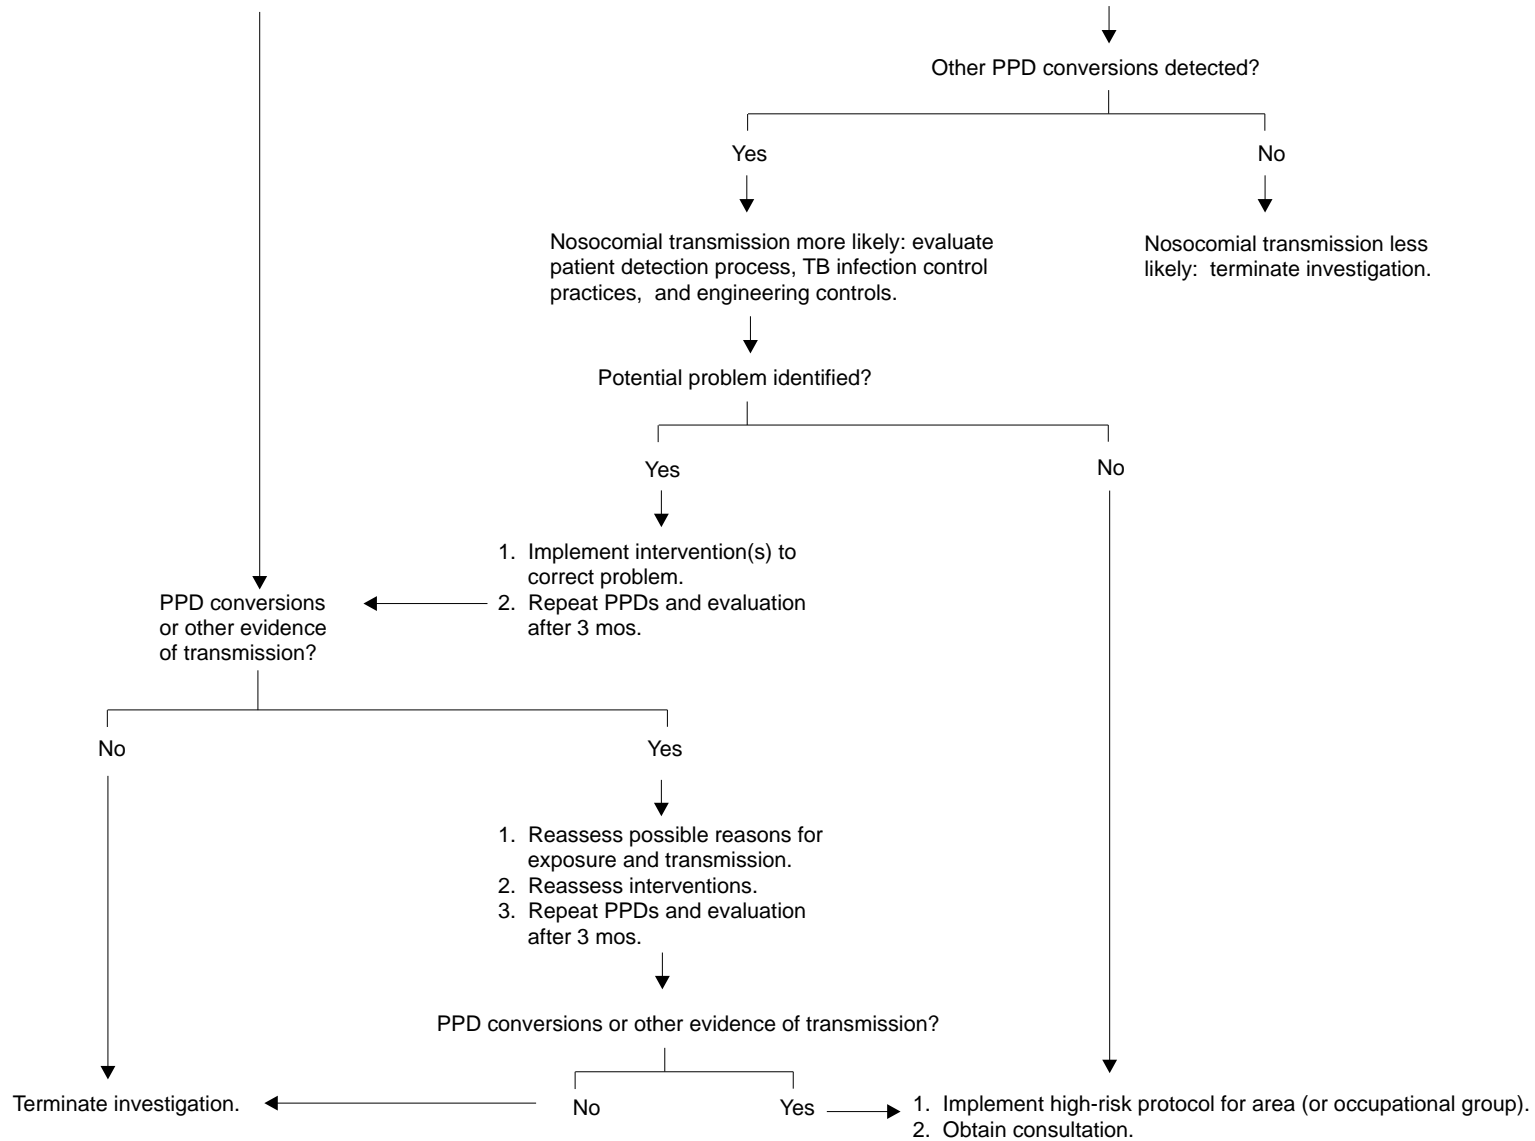 Other PPD conversions detected?
Yes
No
Nosocomial transmission more likely: evaluate
patient detection process, TB infection control
practices, and engineering controls.
Nosocomial transmission less
likely: terminate investigation.
Potential problem identified?
Yes
No
1. Implement intervention(s) to
correct problem.
2. Repeat PPDs and evaluation
after 3 mos.
PPD conversions
or other evidence
of transmission?
No
Yes
1. Reassess possible reasons for
exposure and transmission.
2. Reassess interventions.
3. Repeat PPDs and evaluation
after 3 mos.
PPD conversions or other evidence of transmission?
Terminate investigation.
No
Yes
1. Implement high-risk protocol for area (or occupational group).
2. Obtain consultation.